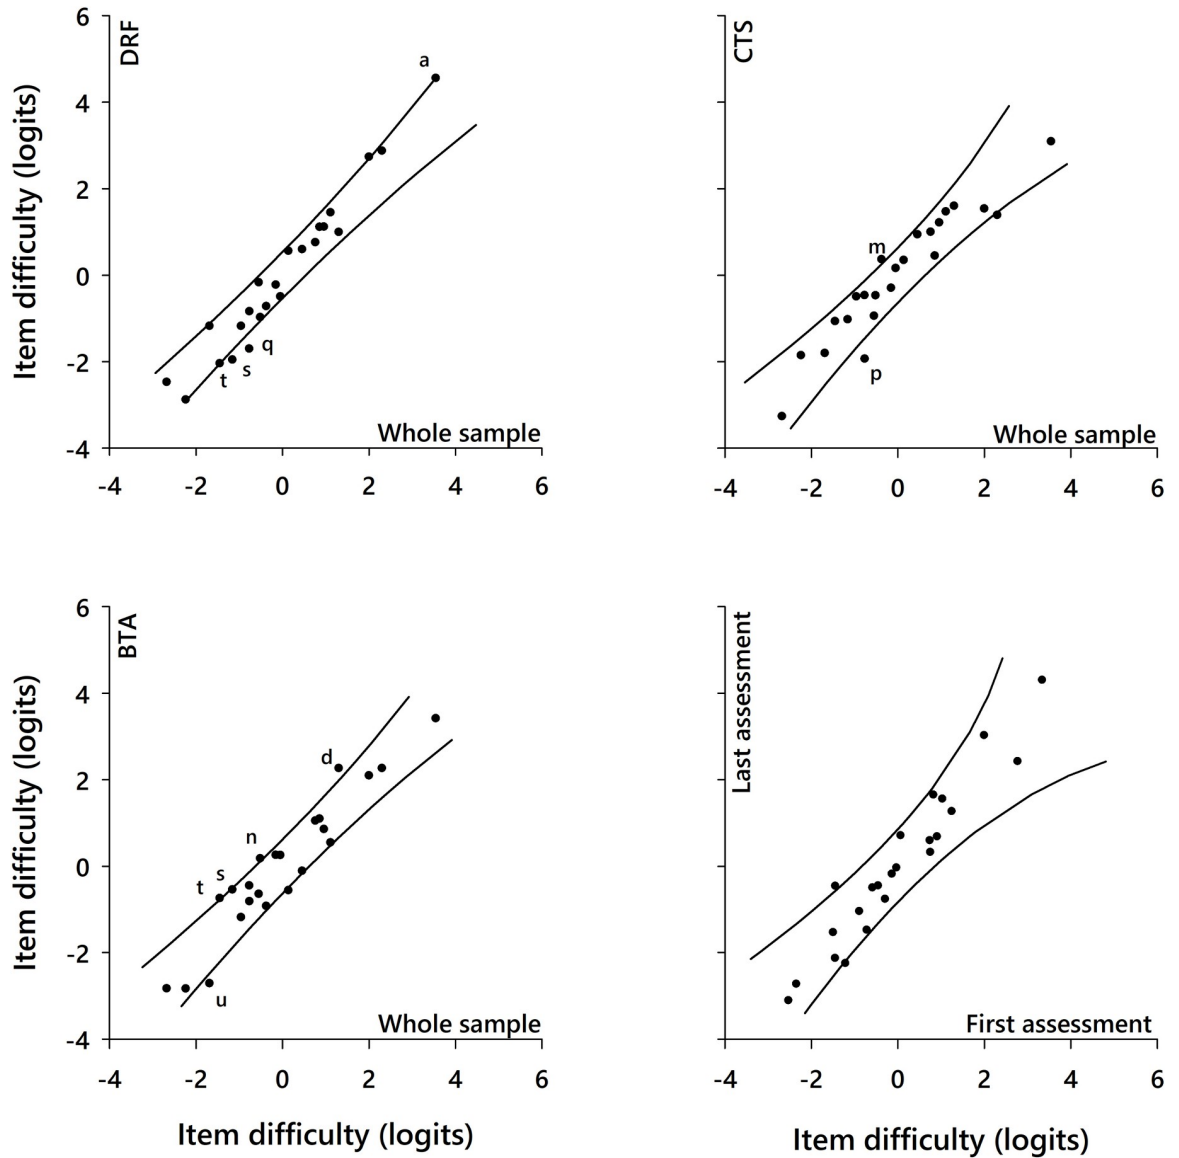 6
DRF
a
4
2
0
-2
-4
q
s
t
Whole sample
-4 -2 0 2 4 6
Item difficulty (logits)
CTS
m
p
Whole sample
-4 -2 0 2 4 6
6
BTA
4
2
0
-2
-4
d
n
s
t
u
Whole sample
-4 -2 0 2 4 6
Item difficulty (logits)
Item difficulty (logits)
Last assessment
First assessment
-4 -2 0 2 4 6
Item difficulty (logits)